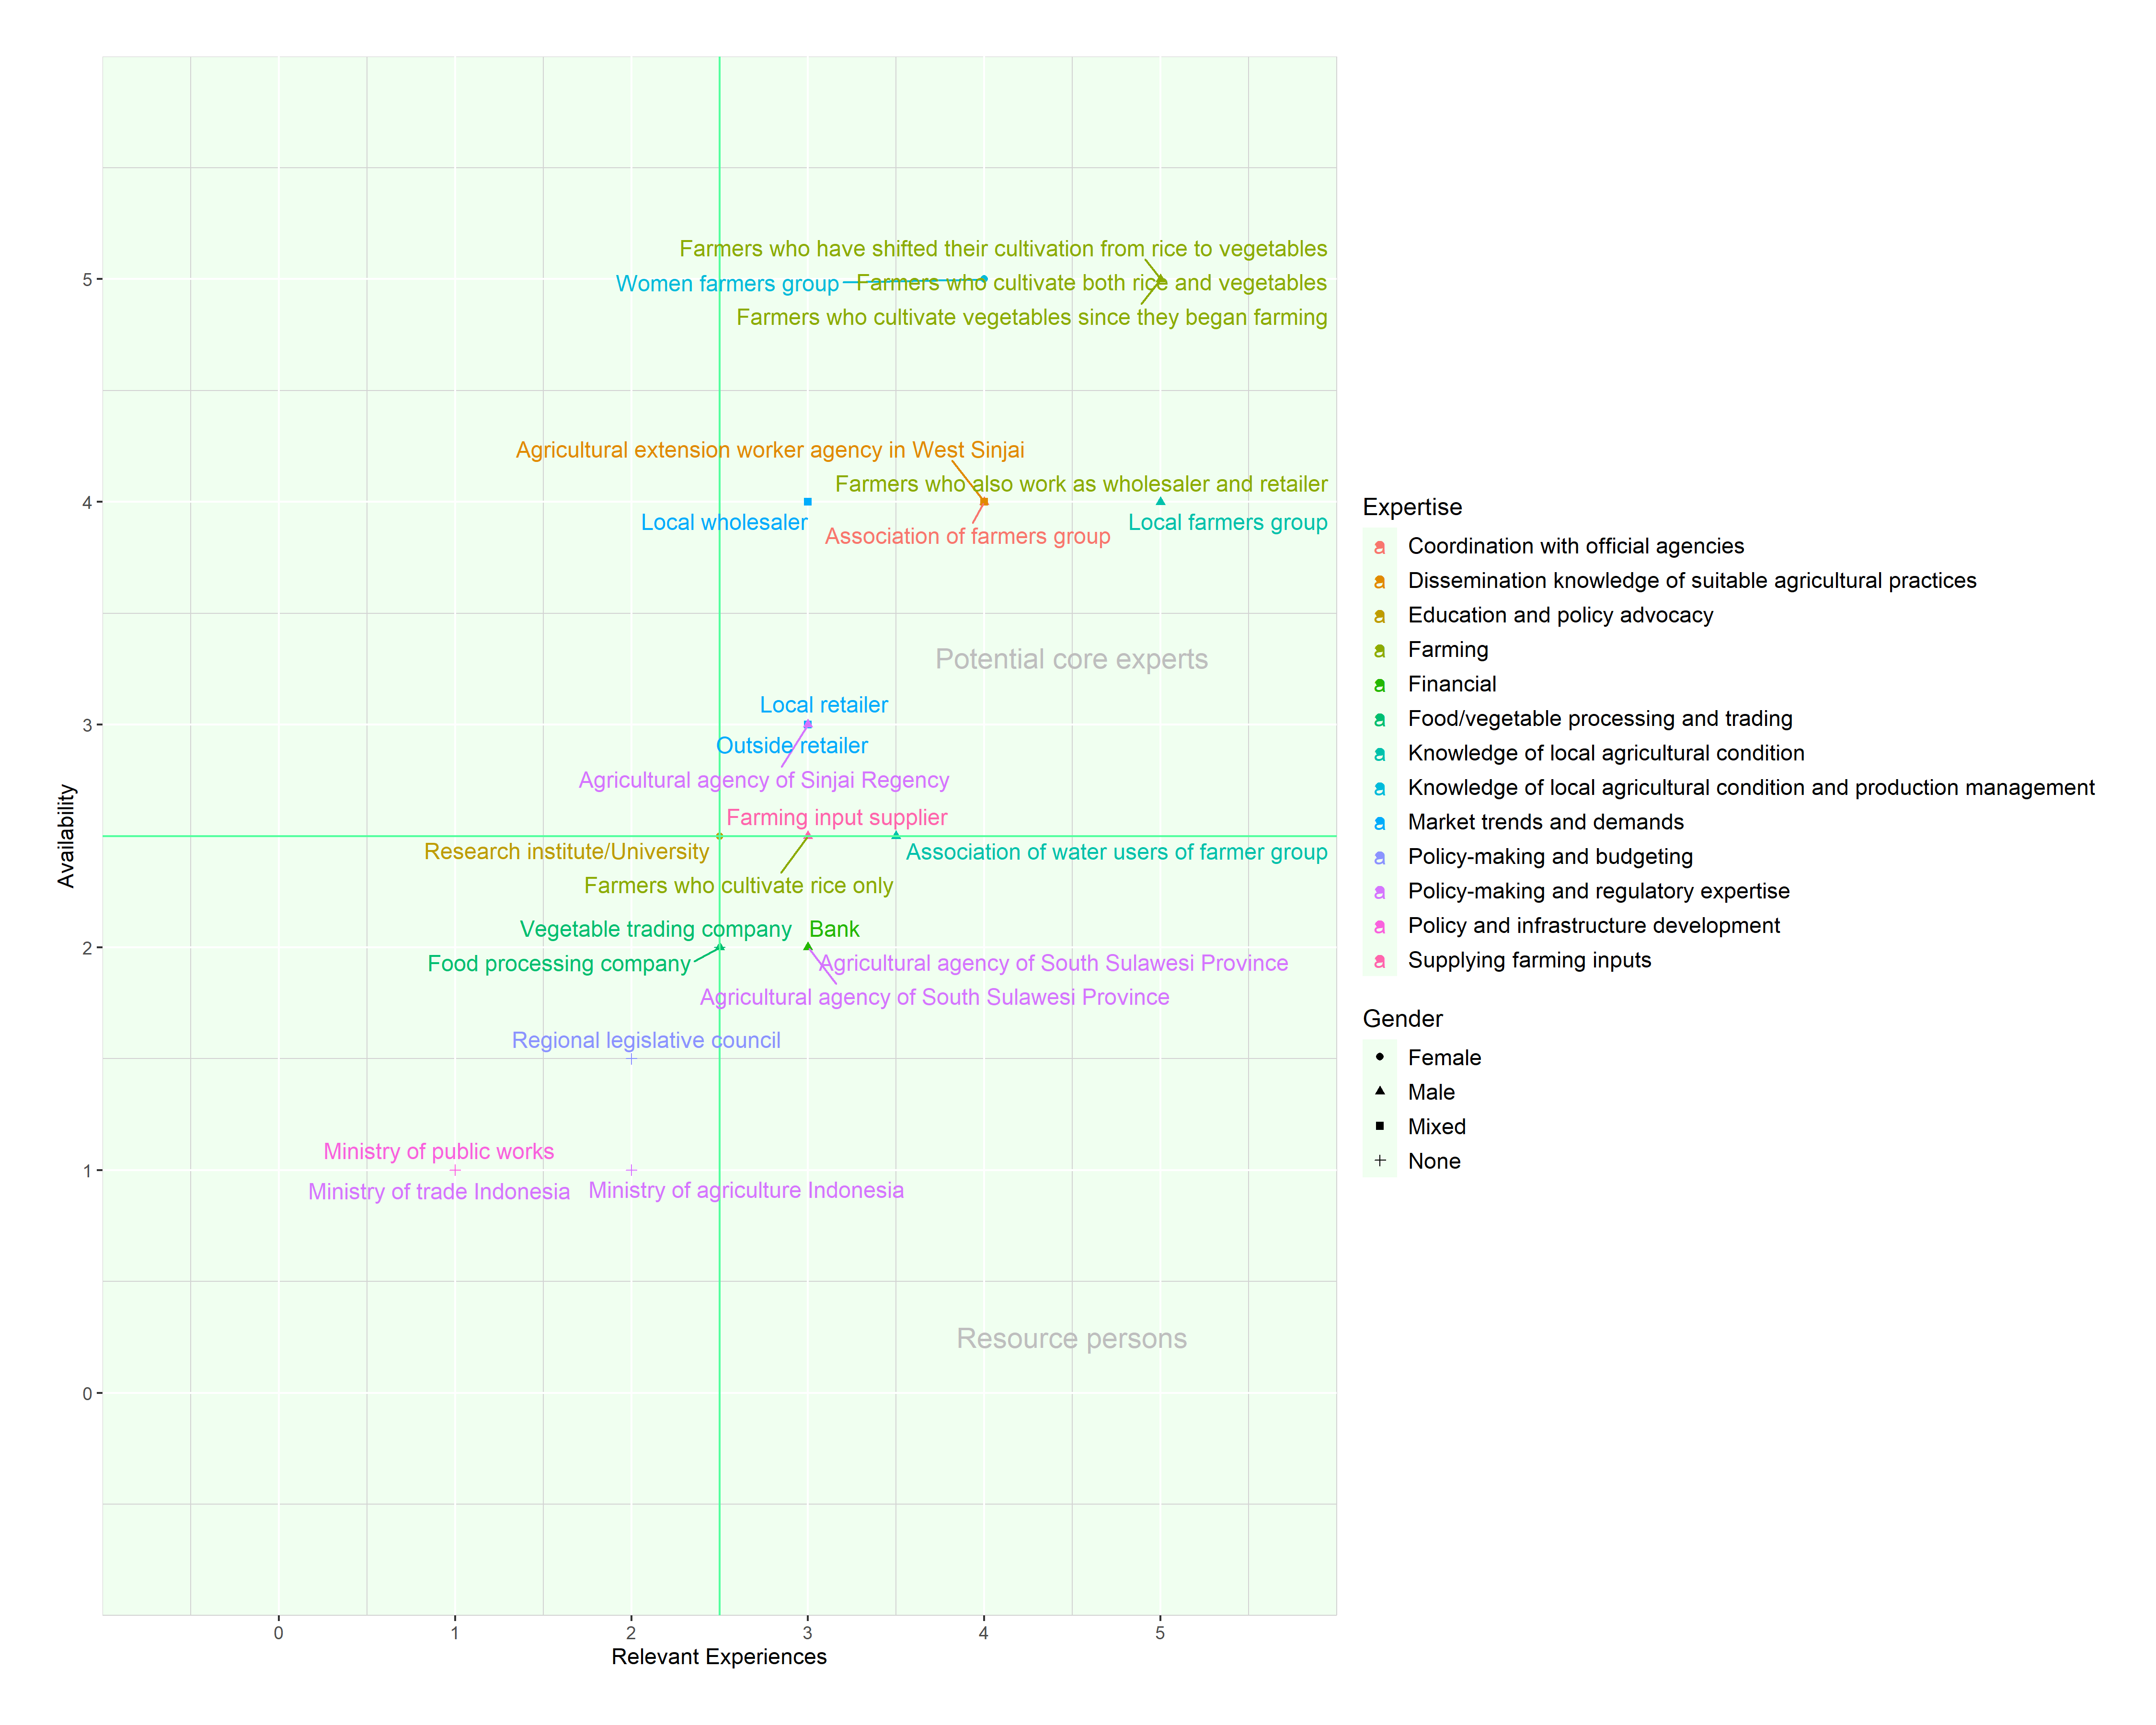 Farmers who have shifted their cultivation from rice to vegetables
Women farmers group
Farmers who cultivate both rice and vegetables
Farmers who cultivate vegetables since they began farming
Agricultural extension worker agency in West Sinjai
Farmers who also work as wholesaler and retailer
Local wholesaler
Association of farmers group
Local farmers group
Potential core experts
Local retailer
Outside retailer
Agricultural agency of Sinjai Regency
Farming input supplier
Research institute/University
Association of water users of farmer group
Farmers who cultivate rice only
Vegetable trading company
Bank
Food processing company
Agricultural agency of South Sulawesi Province
Agricultural agency of South Sulawesi Province
Regional legislative council
Ministry of public works
Ministry of trade Indonesia
Ministry of agriculture Indonesia
Resource persons
5
4
3
2
1
0
Availability
0 1 2 3 4 5
Relevant Experiences
Expertise
a Coordination with official agencies
a Dissemination knowledge of suitable agricultural practices
a Education and policy advocacy
a Farming
a Financial
a Food/vegetable processing and trading
a Knowledge of local agricultural condition
a Knowledge of local agricultural condition and production management
a Market trends and demands
a Policy-making and budgeting
a Policy-making and regulatory expertise
a Policy and infrastructure development
a Supplying farming inputs
Gender
Female
Male
Mixed
None